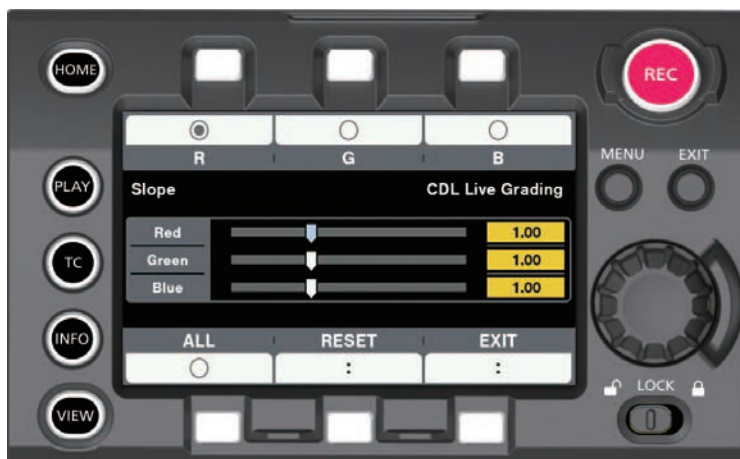 HOME
REC
R G B
MENU EXIT
PLAY
Slope CDL Live Grading
Red 1.00
TC
Green 1.00
Blue 1.00
INFO
ALL RESET EXIT
: :
LOCK
VIEW